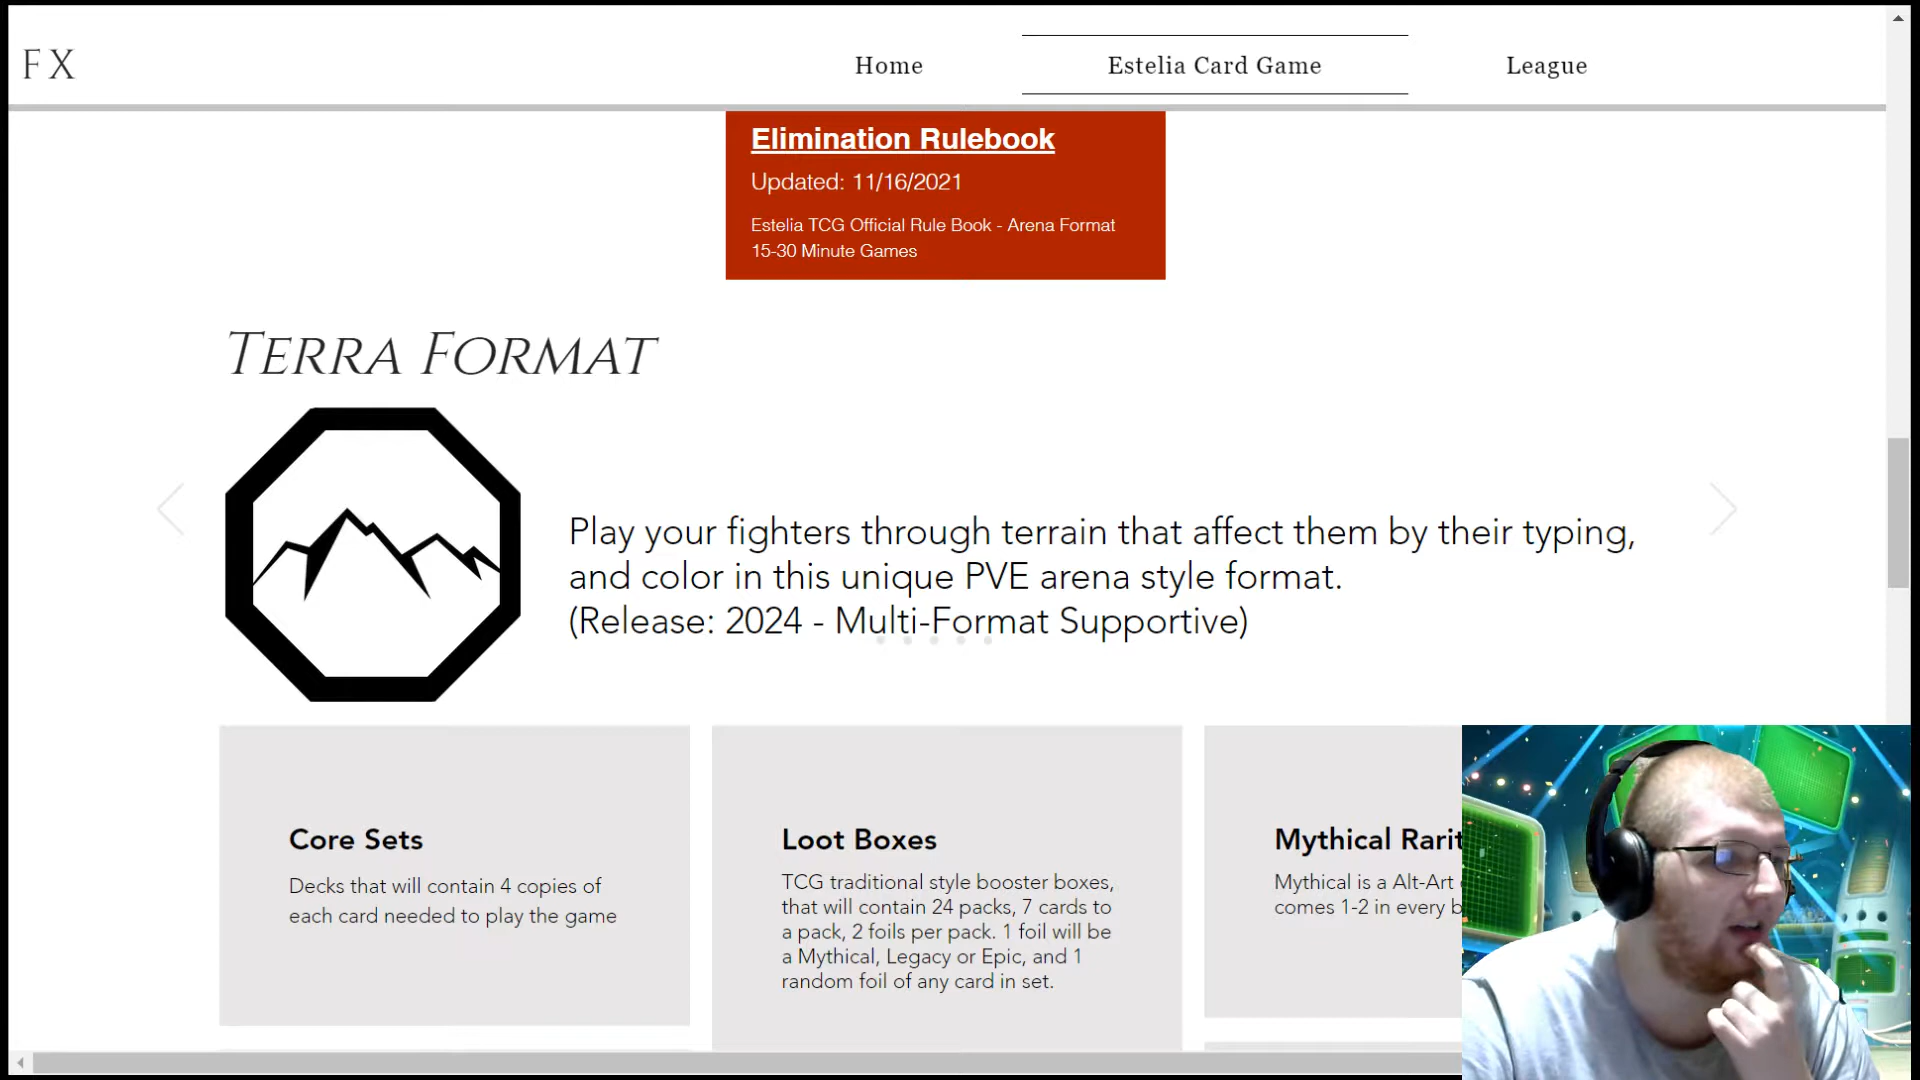 FX
Home
Estelia Card Game
League
Elimination Rulebook
Updated: 11/16/2021
Estelia TCG Official Rule Book - Arena Format
15-30 Minute Games
TERRA FORMAT
Play your fighters through terrain that affect them by their typing,
and color in this unique PVE arena style format.
(Release: 2024 - Multi-Format Supportive)
Core Sets
Decks that will contain 4 copies of
each card needed to play the game
Loot Boxes
TCG traditional style booster boxes,
that will contain 24 packs, 7 cards to
a pack, 2 foils per pack. 1 foil will be
a Mythical, Legacy or Epic, and 1
random foil of any card in set.
Mythical
Mythical is a Alt-Art
comes 1-2 in every